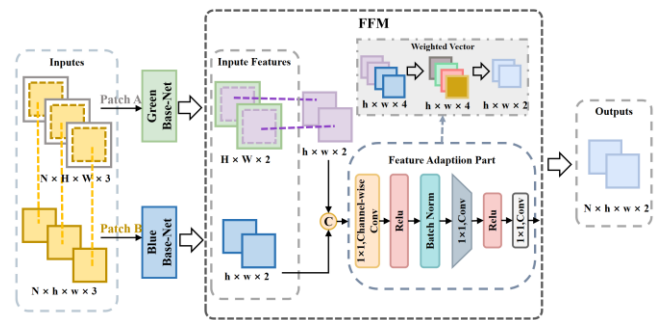 FFM
Inputes
Patch A
N × H × W × 3
Patch B
N × h × w × 3
Green
Base-Net
Blue
Base-Net
Inpute Features
H × W × 2
h × w × 2
h × w × 2
C
Weighted Vector
h × w × 4
h × w × 4
h × w × 2
Feature Adaptiion Part
1×1,Channel-wise
Conv
Relu
Batch Norm
1×1,Conv
Relu
1×1, Conv
Outputs
N × h × w × 2